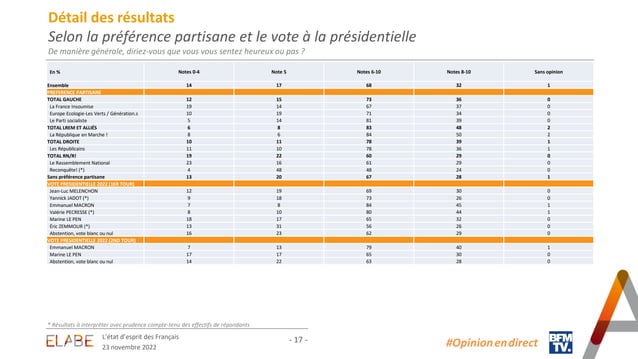 Détail des résultats
Selon la préférence partisane et le vote à la présidentielle
De manière générale, diriez-vous que vous vous sentez heureux ou pas ?
En % Notes 0-4 Note 5 Notes 6-10 Notes 8-10 Sans opinion
Ensemble 14 17 68 32 1
PREFERENCE PARTISANE
TOTAL GAUCHE 12 15 73 36 0
La France Insoumise 19 14 67 37 0
Europe Ecologie-Les Verts / Génération.s 10 19 71 34 0
Le Parti socialiste 5 14 81 39 0
TOTAL LREM ET ALLIÉS 6 8 83 48 2
La République en Marche ! 8 6 84 50 2
TOTAL DROITE 10 11 78 39 1
Les Républicains 11 10 78 36 1
TOTAL RN/R! 19 22 60 29 0
Le Rassemblement National 23 16 61 29 0
Reconquête! (*) 4 48 48 24 0
Sans préférence partisane 13 20 67 28 1
VOTE PRESIDENTIELLE 2022 (1ER TOUR)
Jean-Luc MELENCHON 12 19 69 30 0
Yannick JADOT (*) 9 18 73 26 0
Emmanuel MACRON 7 8 84 45 1
Valérie PECRESSE (*) 8 10 80 44 1
Marine LE PEN 18 17 65 32 0
Éric ZEMMOUR (*) 13 31 56 26 0
Abstention, vote blanc ou nul 16 23 62 29 0
VOTE PRESIDENTIELLE 2022 (2ND TOUR)
Emmanuel MACRON 7 13 79 40 1
Marine LE PEN 17 17 65 30 0
Abstention, vote blanc ou nul 14 22 63 28 0
* Résultats à interpréter avec prudence compte-tenu des effectifs de répondants
ELABE
L'état d'esprit des Français
23 novembre 2022
- 17 -
#Opinion en direct
BFM
TV.